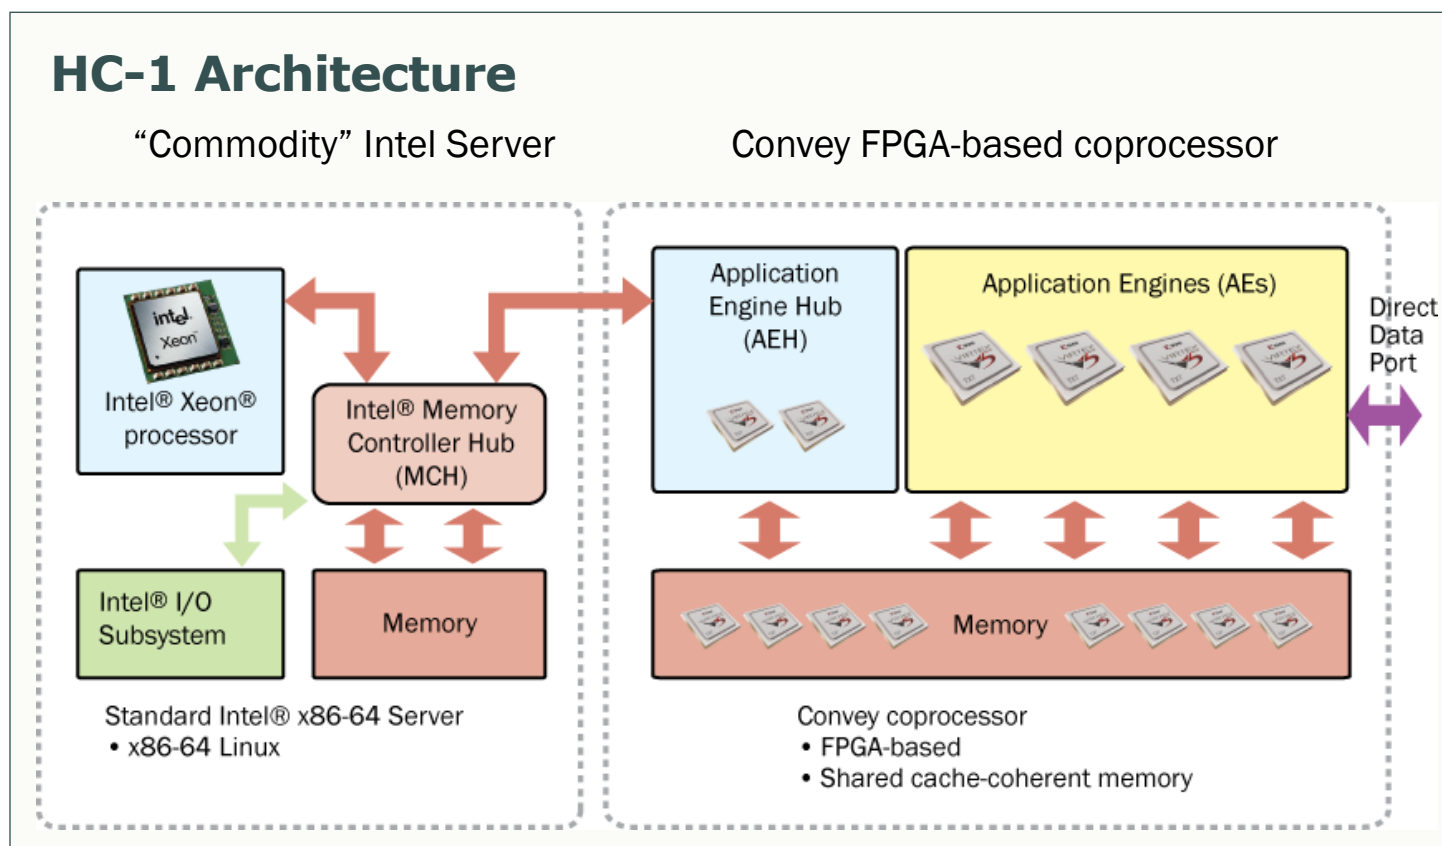 HC-1 Architecture
“Commodity” Intel Server
Convey FPGA-based coprocessor
intel.
Xeon™
Intel® Xeon®
processor
Intel® Memory
Controller Hub
(MCH)
Intel® I/O
Subsystem
Memory
Standard Intel® x86-64 Server
• x86-64 Linux
Application
Engine Hub
(AEH)
Application Engines (AEs)
Direct
Data
Port
Memory
Convey coprocessor
• FPGA-based
• Shared cache-coherent memory